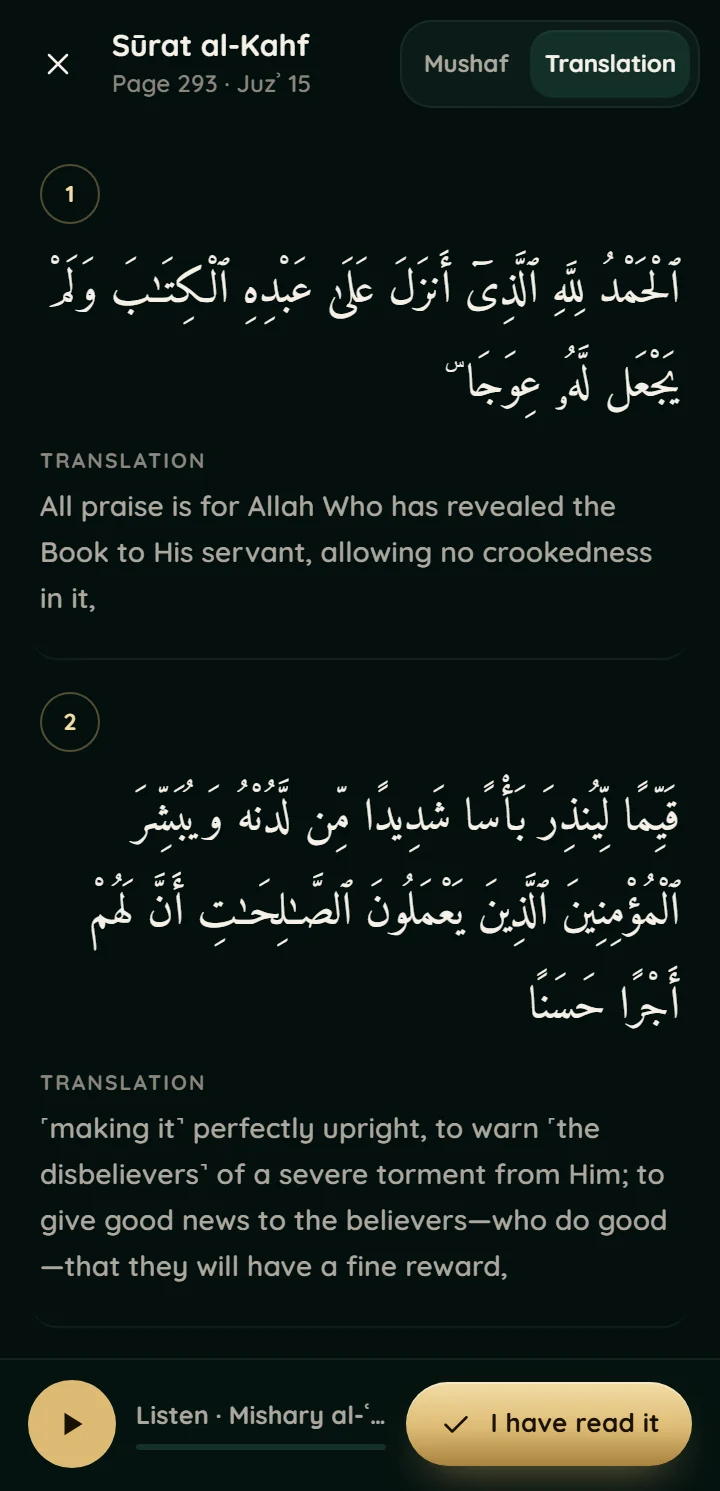 Sūrat al-Kahf
Page 293 · Juzʾ 15
Mushaf
Translation
1
ٱلْحَمْدُ لِلَّهِ ٱلَّذِىٓ أَنزَلَ عَلَىٰ عَبْدِهِ ٱلْكِتَـٰبَ وَلَمْ
يَجْعَل لَّهُۥ عِوَجَا ۜ
TRANSLATION
All praise is for Allah Who has revealed the
Book to His servant, allowing no crookedness
in it,
2
قَيِّمًا لِّيُنذِرَ بَأْسًا شَدِيدًا مِّن لَّدُنْهُ وَيُبَشِّرَ
ٱلْمُؤْمِنِينَ ٱلَّذِينَ يَعْمَلُونَ ٱلصَّـٰلِحَـٰتِ أَنَّ لَهُمْ
أَجْرًا حَسَنًا
TRANSLATION
˹making it˺ perfectly upright, to warn ˹the
disbelievers˺ of a severe torment from Him; to
give good news to the believers—who do good
—that they will have a fine reward,
Listen · Mishary al-ʿ…
I have read it